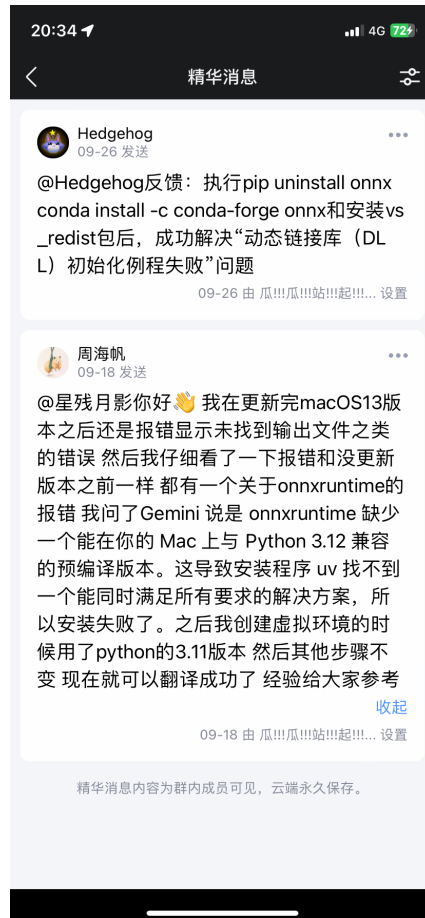 20:34
4G
72
精华消息
Hedgehog
09-26 发送
@Hedgehog反馈：执行pip uninstall onnx
conda install -c conda-forge onnx和安装vs
_redist包后，成功解决“动态链接库（DL
L）初始化例程失败”问题
09-26 由 瓜!!!瓜!!!站!!!起!!!... 设置
周海帆
09-18 发送
@星残月影你好👋 我在更新完macOS13版
本之后还是报错显示未找到输出文件之类
的错误 然后我仔细看了一下报错和没更新
版本之前一样 都有一个关于onnxruntime的
报错 我问了Gemini 说是 onnxruntime 缺少
一个能在你的 Mac 上与 Python 3.12 兼容
的预编译版本。这导致安装程序 uv 找不到
一个能同时满足所有要求的解决方案，所
以安装失败了。之后我创建虚拟环境的时
候用了python的3.11版本 然后其他步骤不
变 现在就可以翻译成功了 经验给大家参考
收起
09-18 由 瓜!!!瓜!!!站!!!起!!!... 设置
精华消息内容为群内成员可见，云端永久保存。